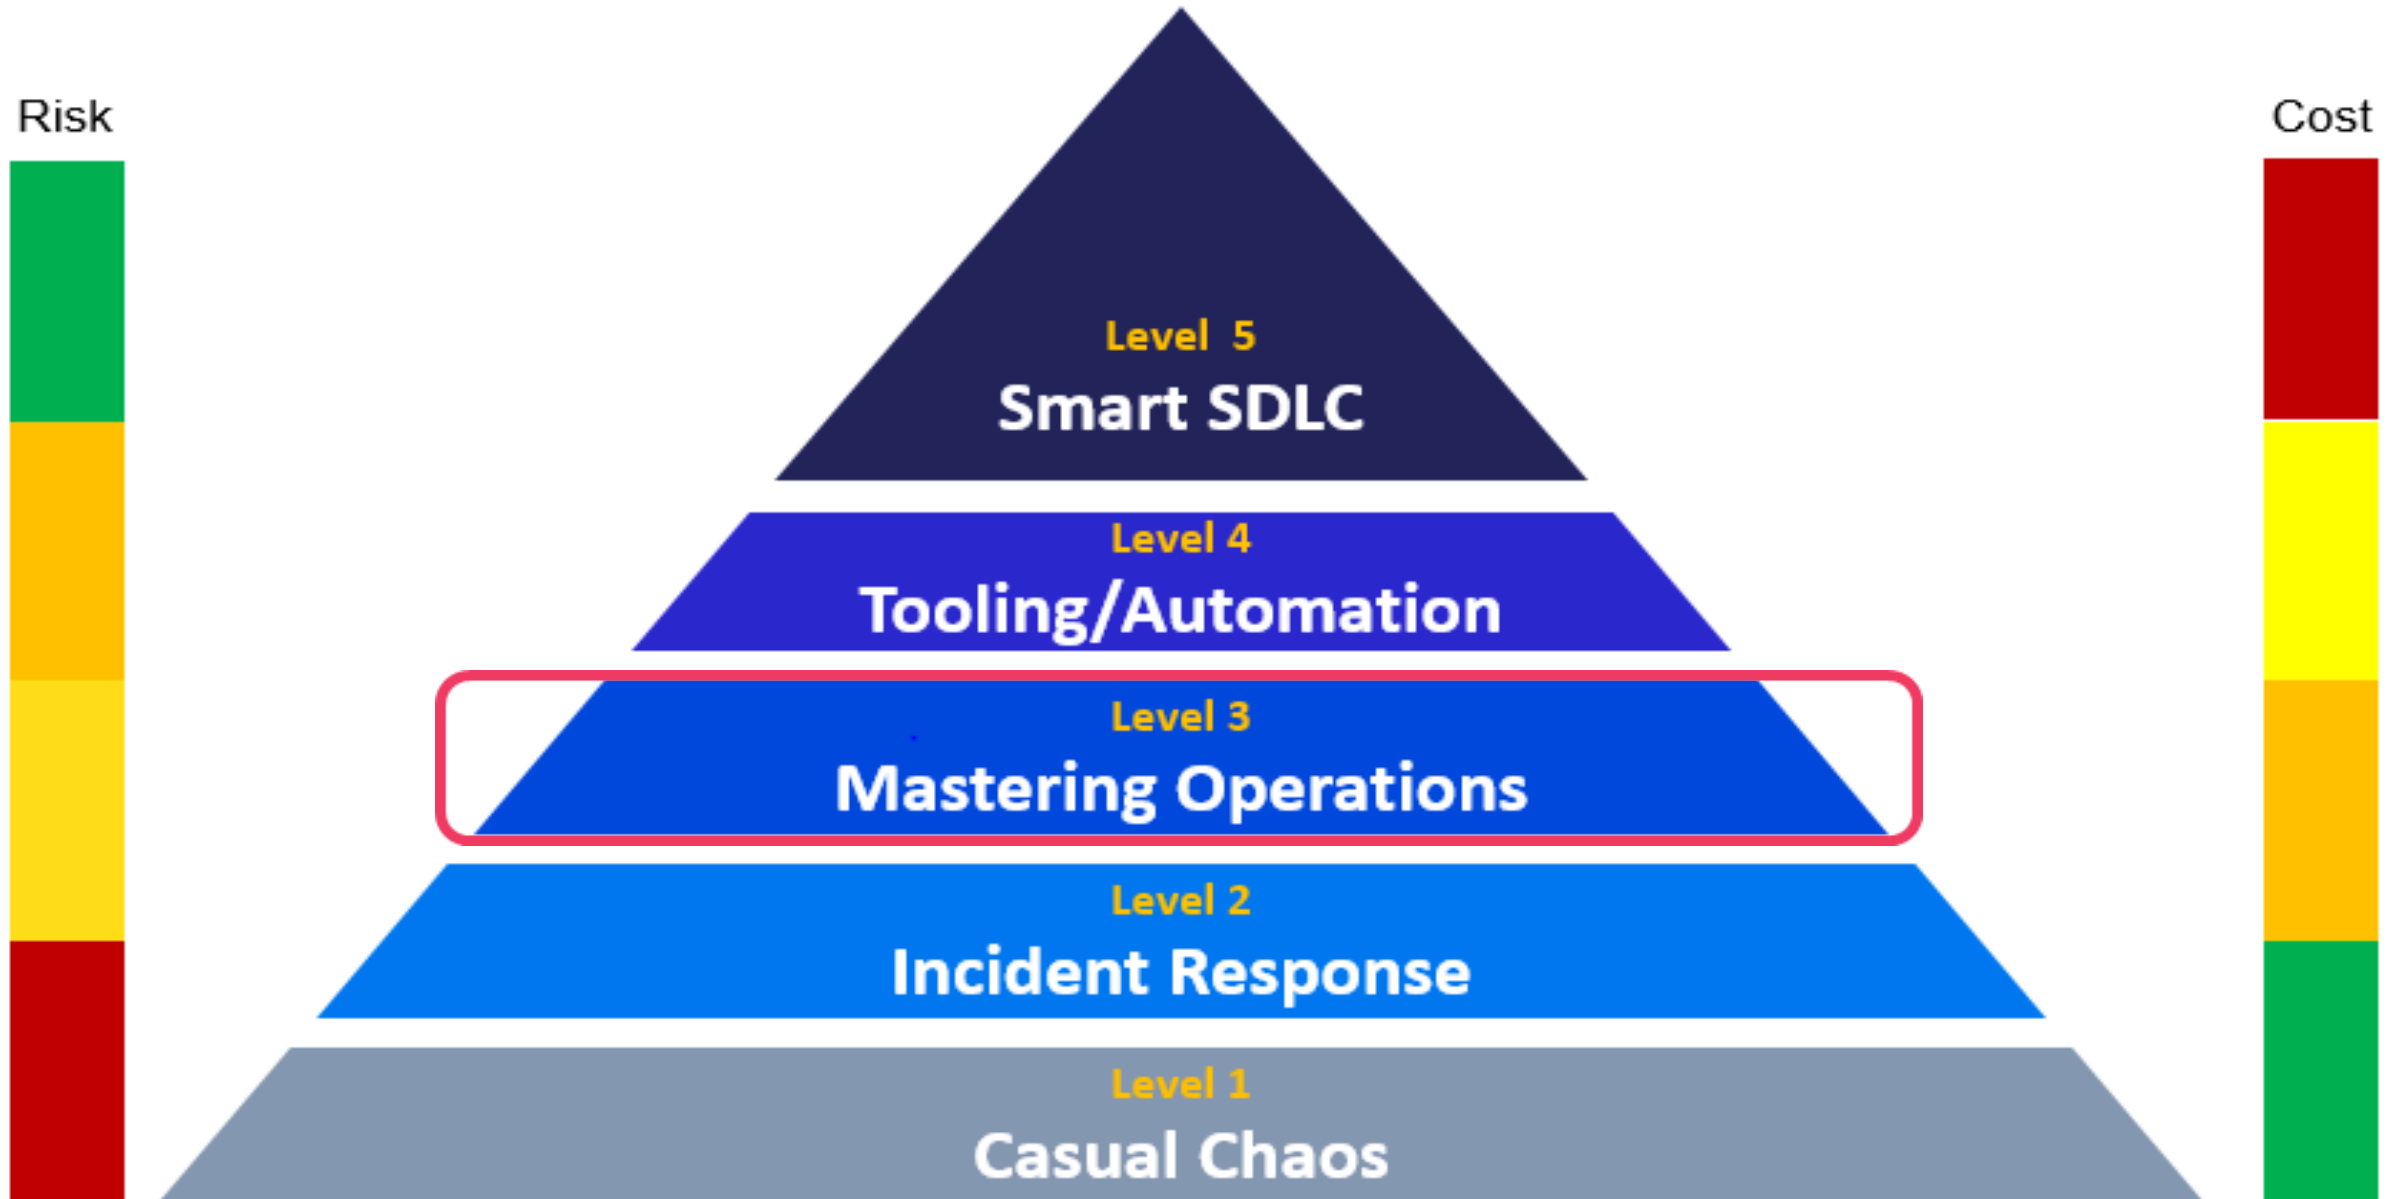 Risk
Cost
Level  5
Smart SDLC
Level 4
Tooling/Automation
Level 3
Mastering Operations
Level 2
Incident Response
Level 1
Casual Chaos